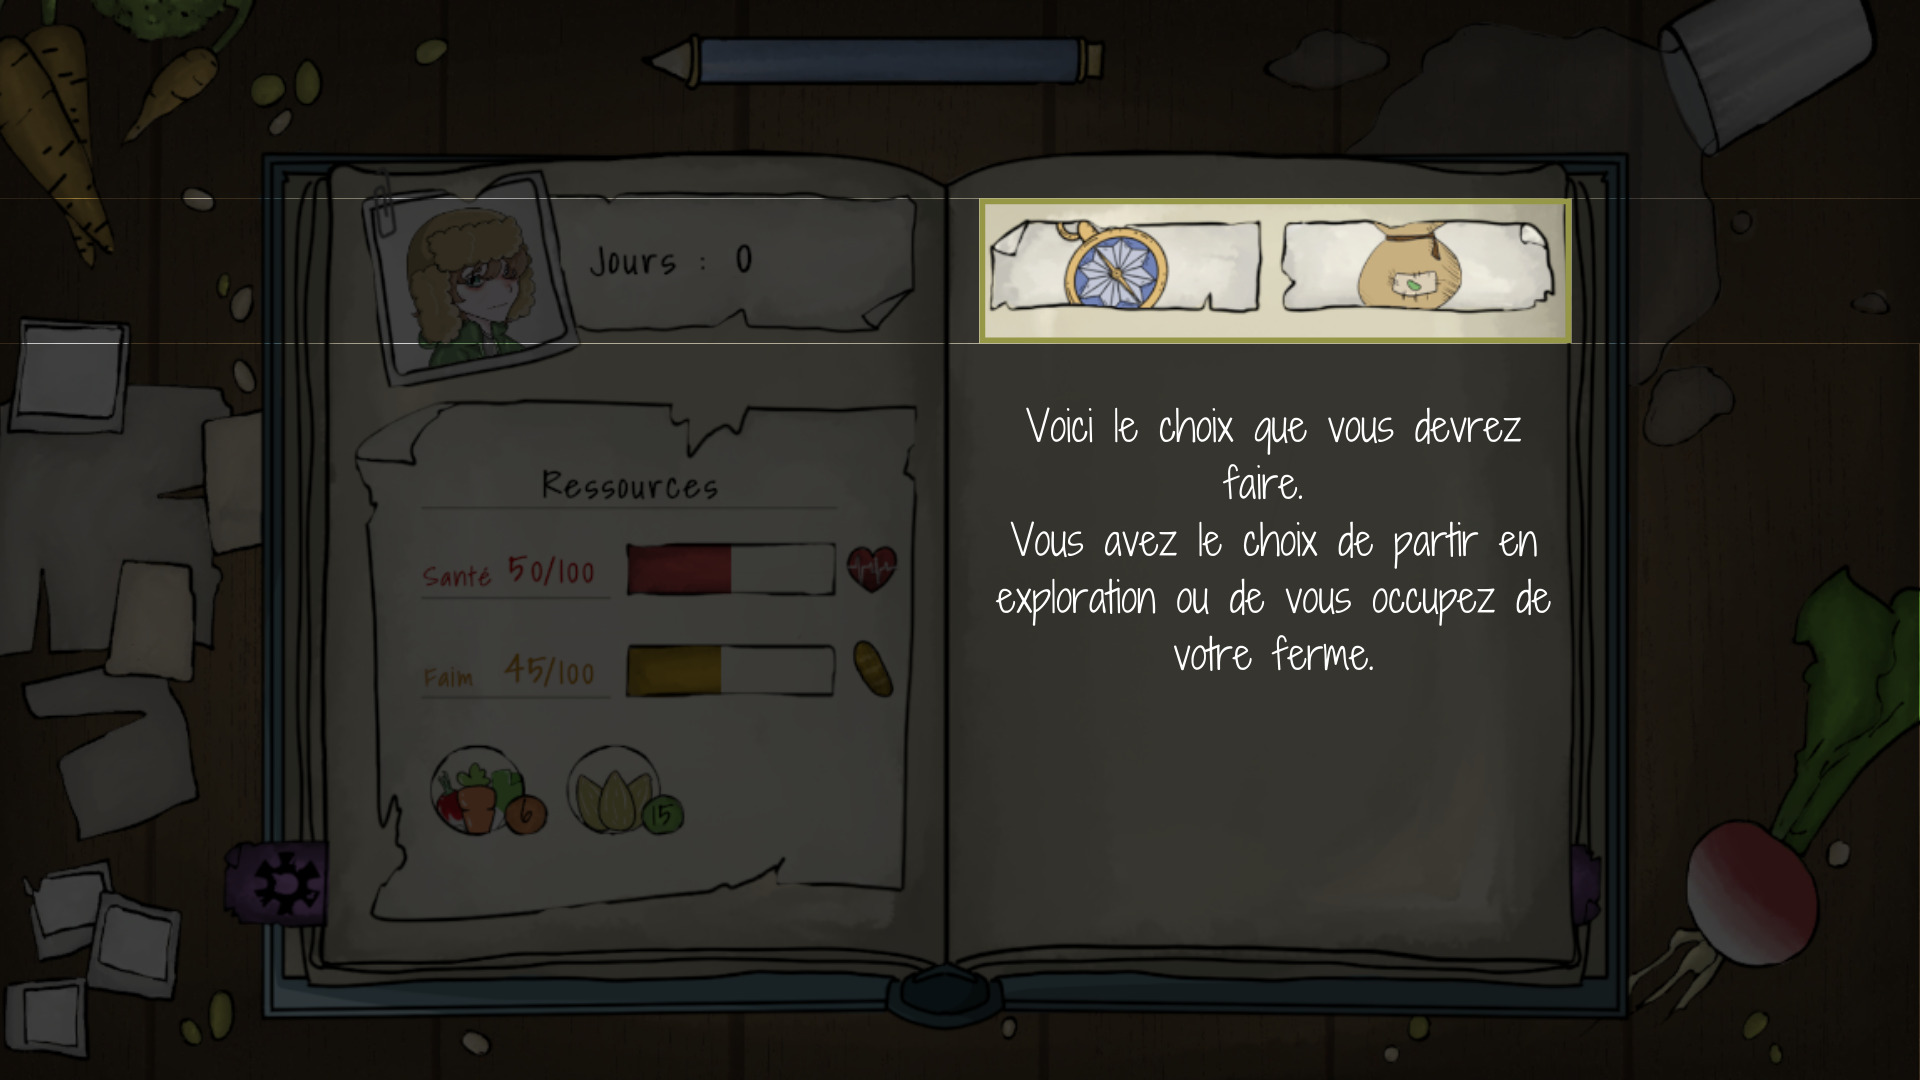 Jours : 0
Ressources
Santé 50/100
Faim 45/100
6
15
Voici le choix que vous devrez
faire.
Vous avez le choix de partir en
exploration ou de vous occupez de
votre ferme.